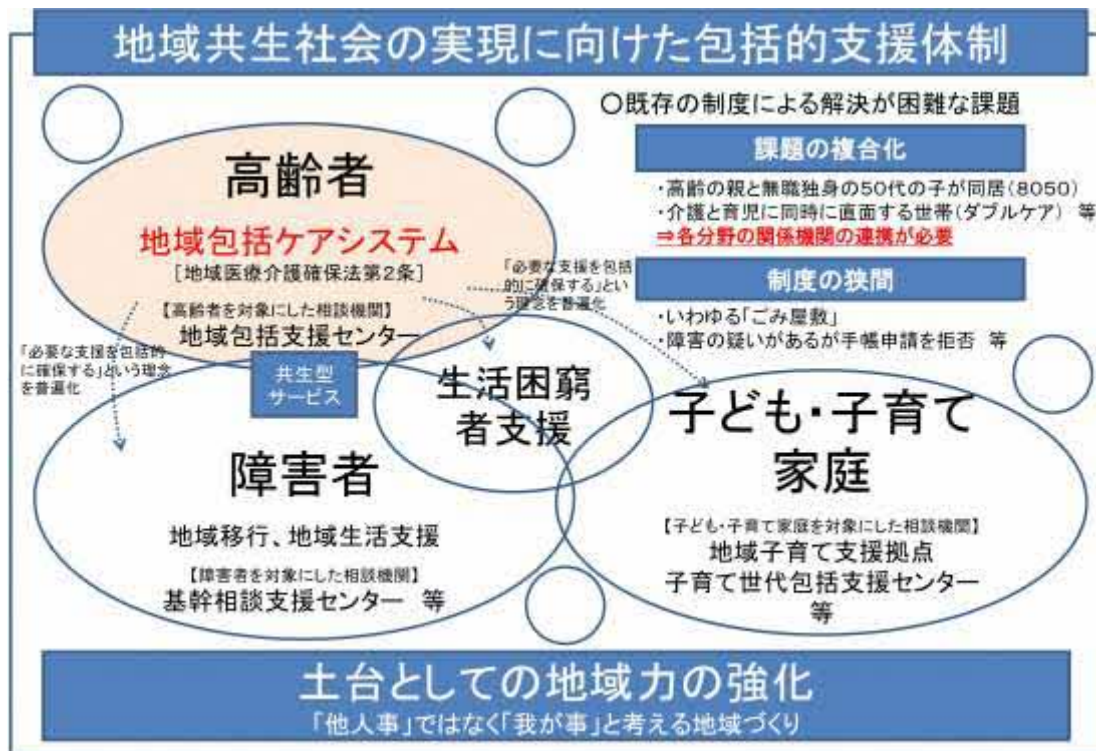 地域共生社会の実現に向けた包括的支援体制
〇既存の制度による解決が困難な課題
課題の複合化
・高齢の親と無職独身の50代の子が同居(8050)
・介護と育児に同時に直面する世帯(ダブルケア) 等
⇒各分野の関係機関の連携が必要
制度の狭間
・いわゆる「ごみ屋敷」
・障害の疑いがあるが手帳申請を拒否 等
高齢者
地域包括ケアシステム
[地域医療介護確保法第2条]
【高齢者を対象にした相談機関】
地域包括支援センター
「必要な支援を包括
的に確保する」とい
う理念を普遍化
「必要な支援を包括的
に確保する」という理念
を普遍化
共生型
サービス
生活困窮
者支援
障害者
地域移行、地域生活支援
【障害者を対象にした相談機関】
基幹相談支援センター 等
子ども・子育て
家庭
【子ども・子育て家庭を対象にした相談機関】
地域子育て支援拠点
子育て世代包括支援センター
等
土台としての地域力の強化
「他人事」ではなく「我が事」と考える地域づくり